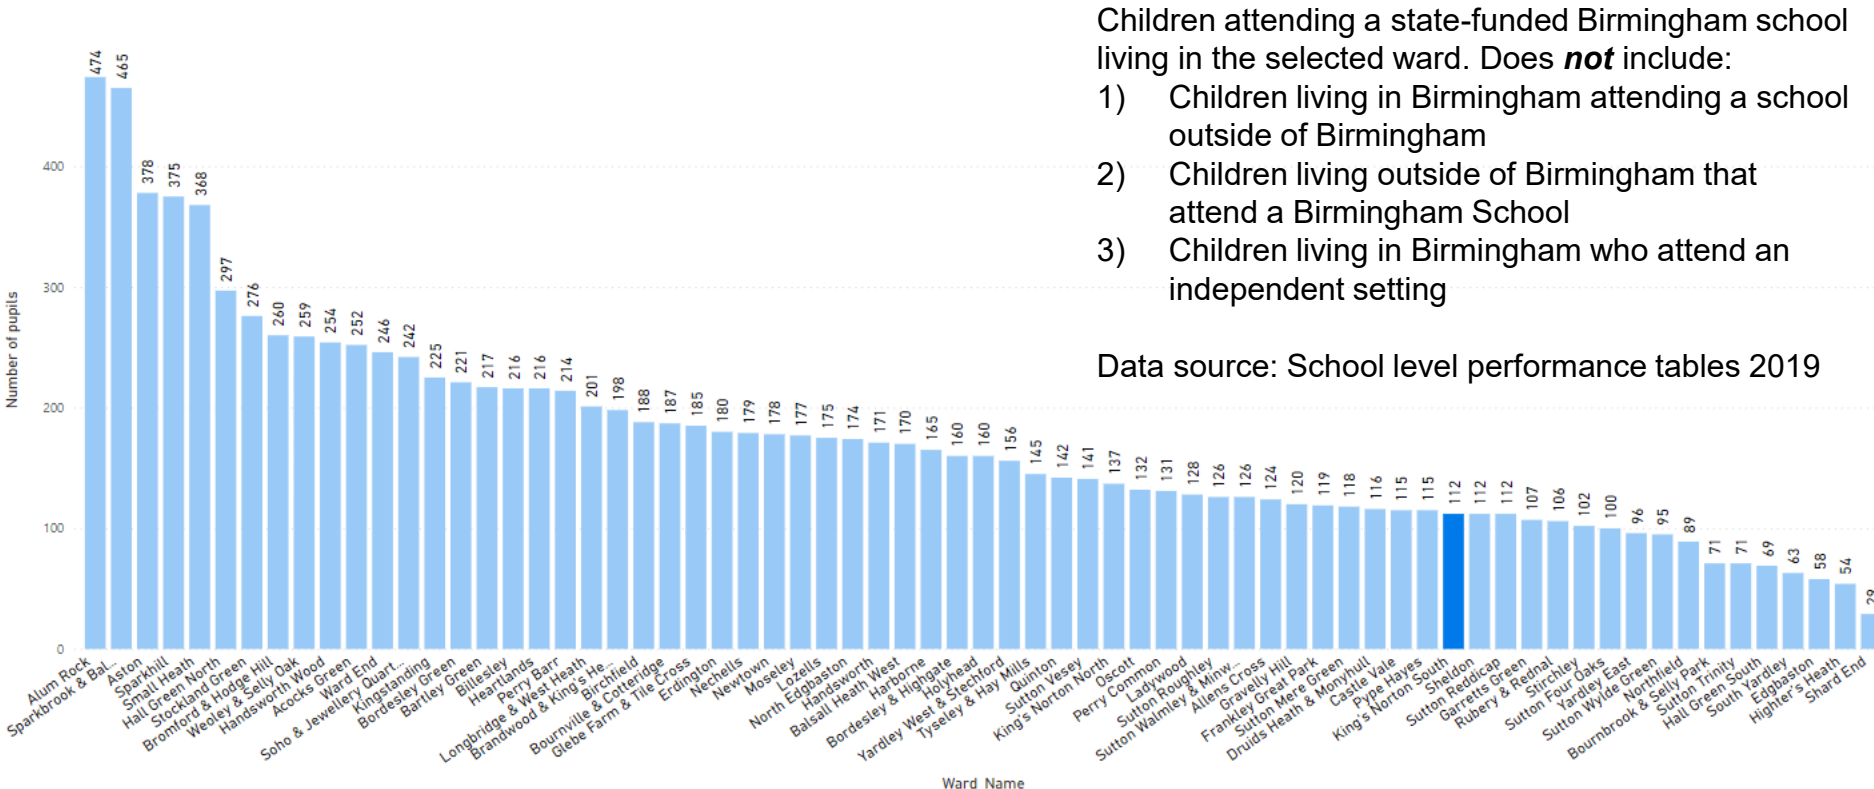 Children attending a state-funded Birmingham school
living in the selected ward. Does not include:
1) Children living in Birmingham attending a school
outside of Birmingham
2) Children living outside of Birmingham that
attend a Birmingham School
3) Children living in Birmingham who attend an
independent setting
Data source: School level performance tables 2019
Number of pupils
400
300
200
100
0
474
465
378
375
368
297
276
260
259
254
252
246
242
225
221
217
216
216
214
201
198
188
187
185
180
179
178
177
175
174
171
170
165
160
160
156
145
142
141
137
132
131
128
126
126
124
120
119
118
116
115
115
112
112
112
107
106
102
100
96
95
89
71
71
69
63
58
54
29
Alum Rock
Sparkbrook & Bal...
Aston
Sparkhill
Small Heath
Hall Green North
Stockland Green
Bromford & Hodge Hill
Weoley & Selly Oak
Handsworth Wood
Acocks Green
Ward End
Soho & Jewellery Quart...
Kingstanding
Bordesley Green
Bartley Green
Billesley
Heartlands
Perry Barr
Longbridge & West Heath
Brandwood & King's He...
Birchfield
Bournville & Cotteridge
Glebe Farm & Tile Cross
Erdington
Nechells
Newtown
Moseley
Lozells
North Edgbaston
Handsworth
Balsall Heath West
Harborne
Bordesley & Highgate
Holyhead
Yardley West & Stechford
Tyseley & Hay Mills
Quinton
Sutton Vesey
King's Norton North
Oscott
Perry Common
Ladywood
Sutton Roughley
Sutton Walmley & Minw...
Allens Cross
Gravelly Hill
Frankley Great Park
Sutton Mere Green
Druids Heath & Monyhull
Castle Vale
Pype Hayes
King's Norton South
Sheldon
Sutton Reddicap
Garretts Green
Rubery & Rednal
Stirchley
Sutton Four Oaks
Yardley East
Sutton Wylde Green
Northfield
Bournbrook & Selly Park
Sutton Trinity
Hall Green South
South Yardley
Edgbaston
Highter's Heath
Shard End
Ward Name